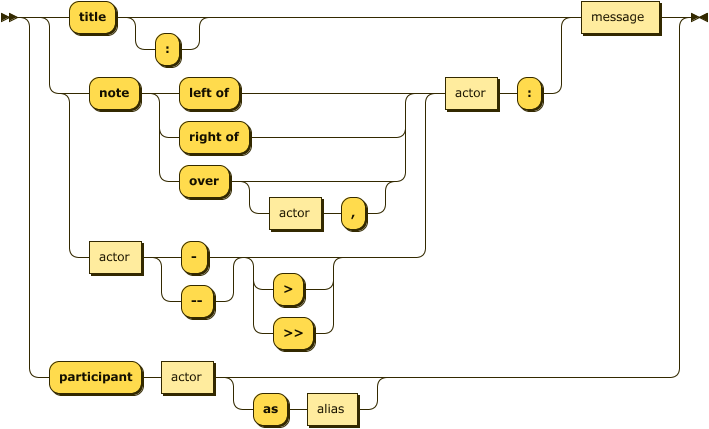 title message
:
note left of actor :
right of
over
actor ,
actor -
--
>
>>
participant actor
as alias